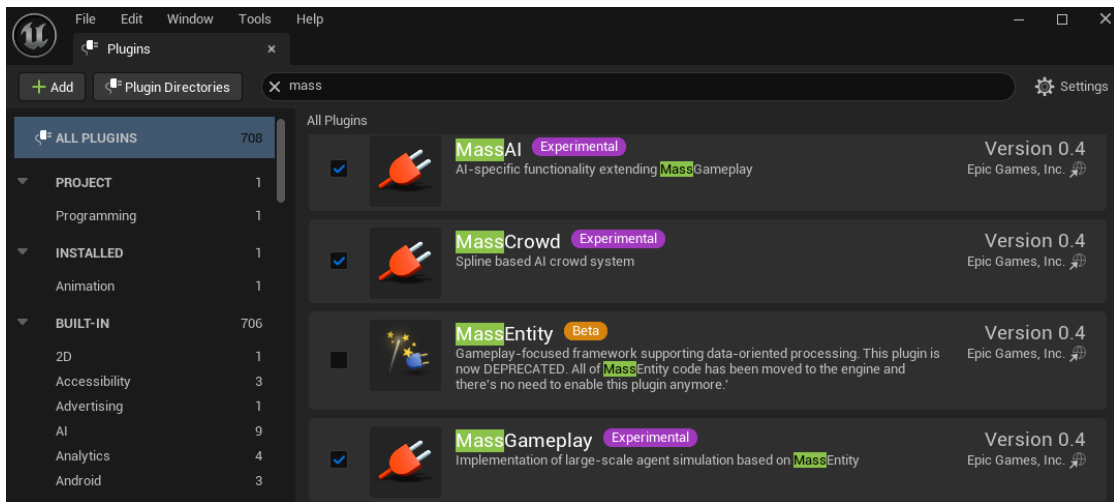 File Edit Window Tools Help
Plugins
Add Plugin Directories mass Settings
ALL PLUGINS 708
PROJECT 1
Programming 1
INSTALLED 1
Animation 1
BUILT-IN 706
2D 1
Accessibility 3
Advertising 1
AI 9
Analytics 4
Android 3
All Plugins
MassAI Experimental Version 0.4
AI-specific functionality extending MassGameplay Epic Games, Inc.
MassCrowd Experimental Version 0.4
Spline based AI crowd system Epic Games, Inc.
MassEntity Beta Version 0.4
Gameplay-focused framework supporting data-oriented processing. This plugin is Epic Games, Inc.
now DEPRECATED. All of MassEntity code has been moved to the engine and
there's no need to enable this plugin anymore.'
MassGameplay Experimental Version 0.4
Implementation of large-scale agent simulation based on MassEntity Epic Games, Inc.